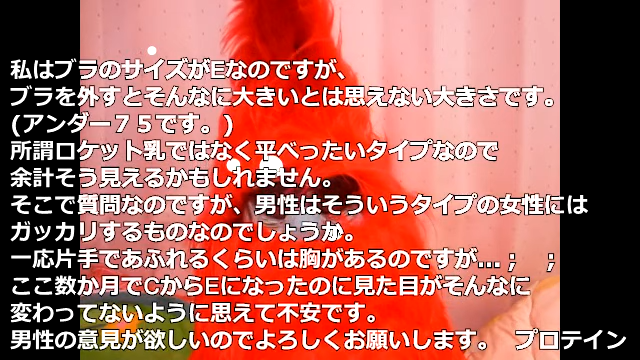 私はブラのサイズがEなのですが、
ブラを外すとそんなに大きいとは思えない大きさです。
(アンダー７５です。)
所謂ロケット乳ではなく平べったいタイプなので
余計そう見えるかもしれません。
そこで質問なのですが、男性はそういうタイプの女性には
ガッカリするものなのでしょうか。
一応片手であふれるくらいは胸があるのですが…；　；
ここ数か月でCからEになったのに見た目がそんなに
変わってないように思えて不安です。
男性の意見が欲しいのでよろしくお願いします。　プロテイン